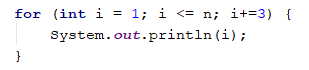 for (int i = 1; i <= n; i+=3) {
    System.out.println(i);
}